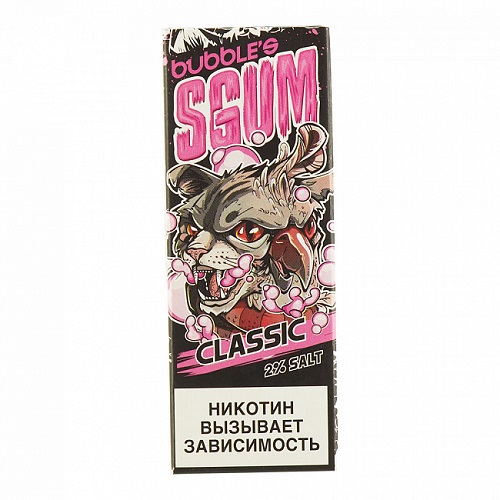 bubble's
SGUM
CLASSIC
2% SALT
НИКОТИН
ВЫЗЫВАЕТ
ЗАВИСИМОСТЬ